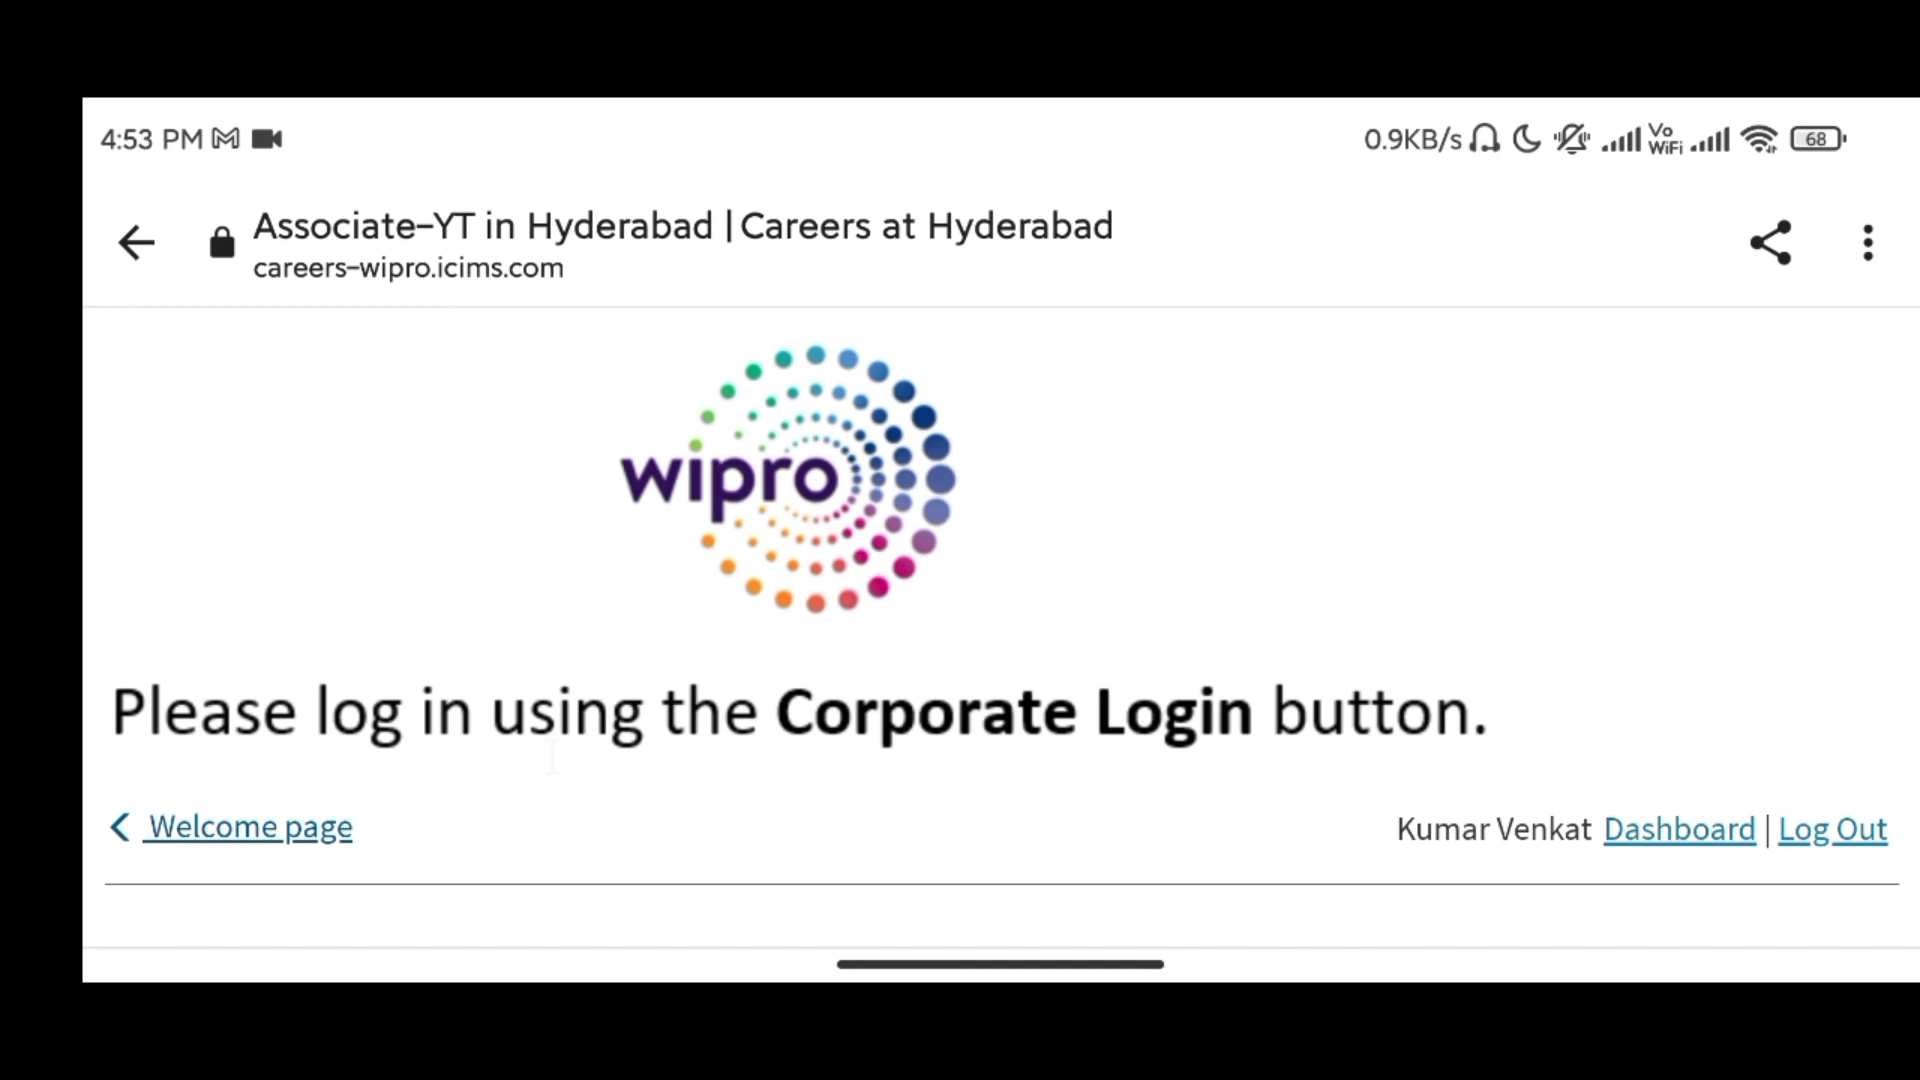 4:53 PM
0.9KB/s Vo WiFi 68
Associate-YT in Hyderabad | Careers at Hyderabad
careers-wipro.icims.com
wipro
Please log in using the Corporate Login button.
Welcome page
Kumar Venkat Dashboard | Log Out